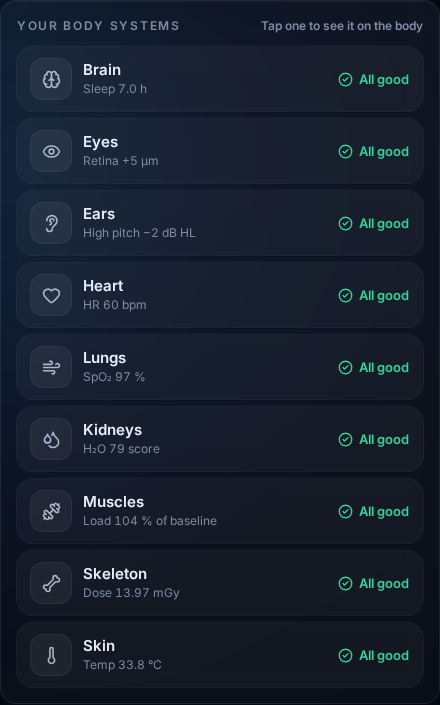 YOUR BODY SYSTEMS Tap one to see it on the body
Brain
Sleep 7.0 h
All good
Eyes
Retina +5 µm
All good
Ears
High pitch −2 dB HL
All good
Heart
HR 60 bpm
All good
Lungs
SpO₂ 97 %
All good
Kidneys
H₂O 79 score
All good
Muscles
Load 104 % of baseline
All good
Skeleton
Dose 13.97 mGy
All good
Skin
Temp 33.8 °C
All good